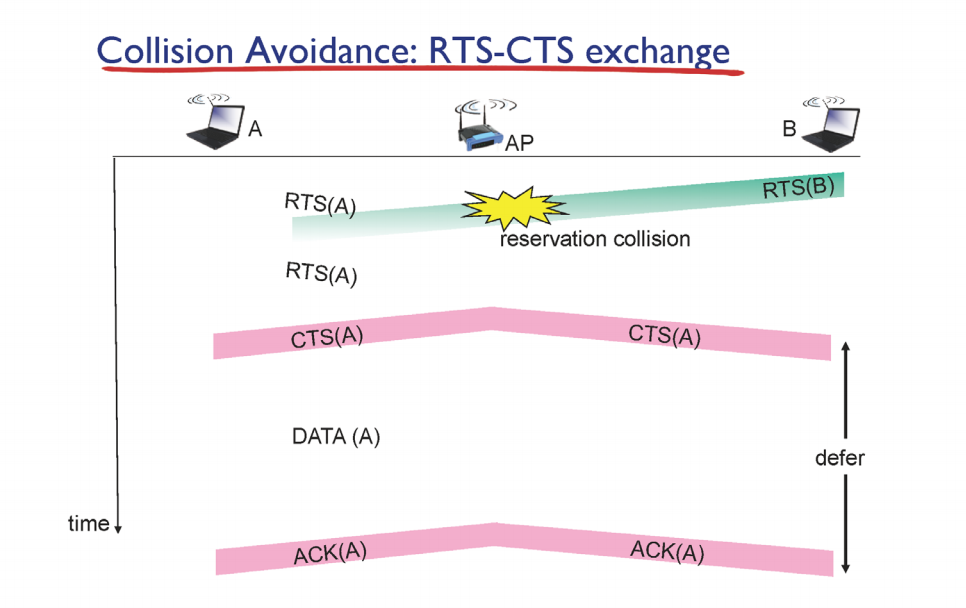 Collision Avoidance: RTS-CTS exchange
A
AP
B
RTS(A)
RTS(B)
reservation collision
RTS(A)
CTS(A)
CTS(A)
DATA (A)
defer
time
ACK(A)
ACK(A)